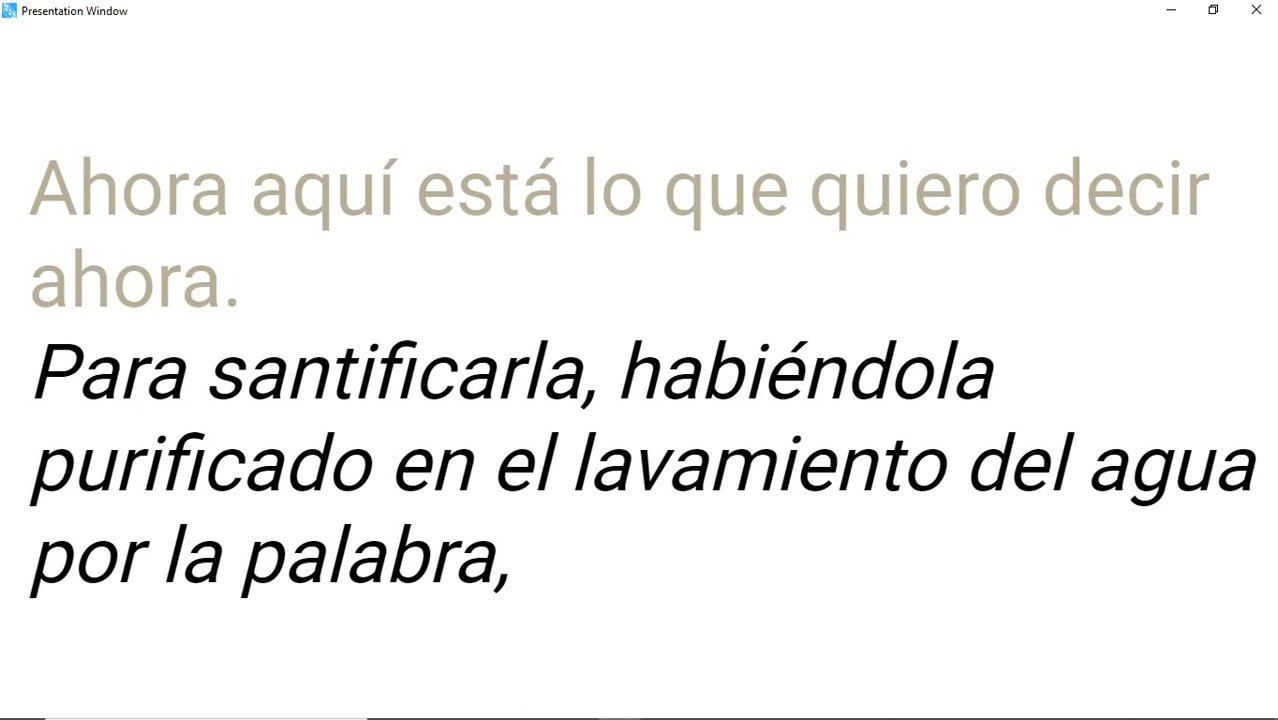 Presentation Window
Ahora aquí está lo que quiero decir
ahora.
Para santificarla, habiéndola
purificado en el lavamiento del agua
por la palabra,